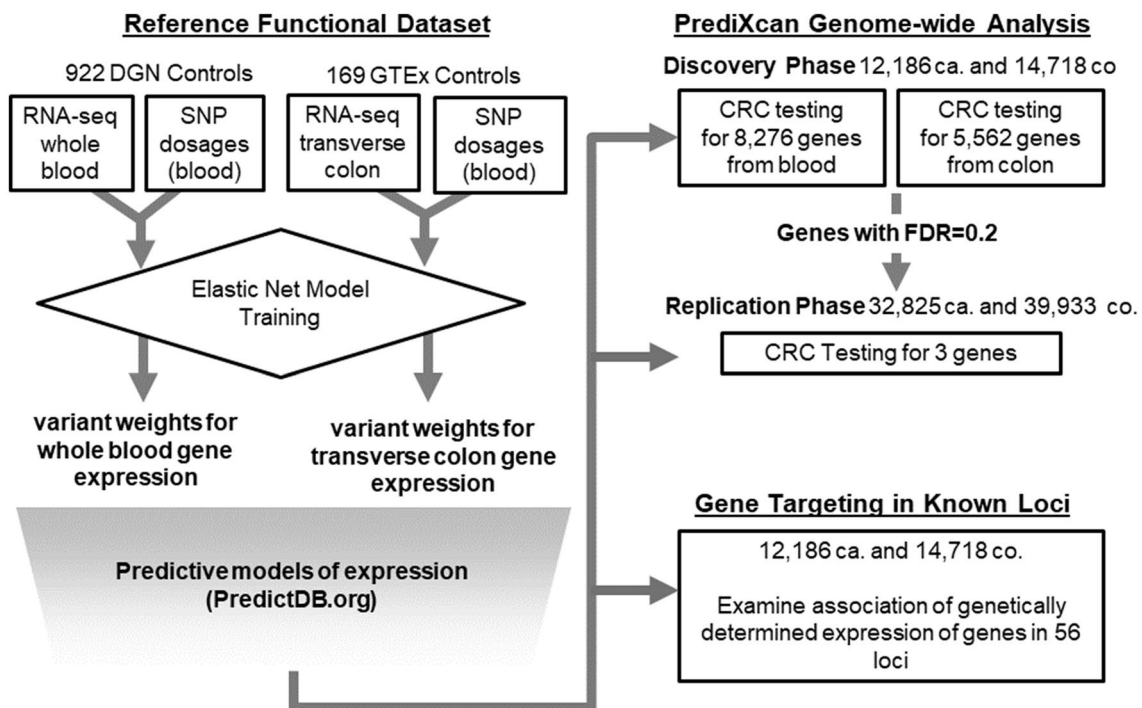 Reference Functional Dataset
922 DGN Controls
169 GTEx Controls
RNA-seq
whole
blood
SNP
dosages
(blood)
RNA-seq
transverse
colon
SNP
dosages
(blood)
Elastic Net Model
Training
variant weights for
whole blood gene
expression
variant weights for
transverse colon gene
expression
Predictive models of expression
(PredictDB.org)
PrediXcan Genome-wide Analysis
Discovery Phase 12,186 ca. and 14,718 co
CRC testing
for 8,276 genes
from blood
CRC testing
for 5,562 genes
from colon
Genes with FDR=0.2
Replication Phase 32,825 ca. and 39,933 co.
CRC Testing for 3 genes
Gene Targeting in Known Loci
12,186 ca. and 14,718 co.
Examine association of genetically
determined expression of genes in 56
loci